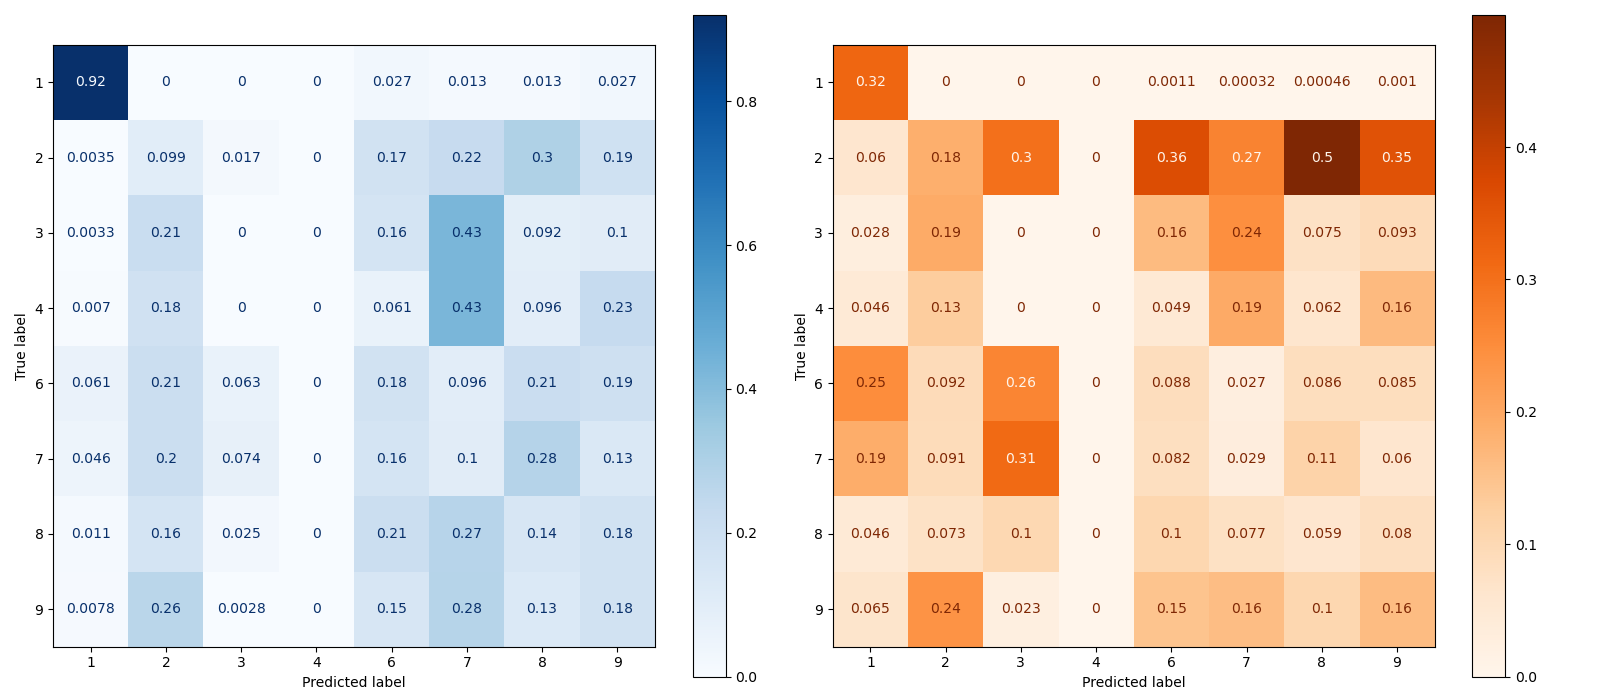 1 0.92 0 0 0 0.027 0.013 0.013 0.027
2 0.0035 0.099 0.017 0 0.17 0.22 0.3 0.19
3 0.0033 0.21 0 0 0.16 0.43 0.092 0.1
4 0.007 0.18 0 0 0.061 0.43 0.096 0.23
6 0.061 0.21 0.063 0 0.18 0.096 0.21 0.19
7 0.046 0.2 0.074 0 0.16 0.1 0.28 0.13
8 0.011 0.16 0.025 0 0.21 0.27 0.14 0.18
9 0.0078 0.26 0.0028 0 0.15 0.28 0.13 0.18
1 2 3 4 6 7 8 9
Predicted label
True label
0.8
0.6
0.4
0.2
0.0
1 0.32 0 0 0 0.0011 0.00032 0.00046 0.001
2 0.06 0.18 0.3 0 0.36 0.27 0.5 0.35
3 0.028 0.19 0 0 0.16 0.24 0.075 0.093
4 0.046 0.13 0 0 0.049 0.19 0.062 0.16
6 0.25 0.092 0.26 0 0.088 0.027 0.086 0.085
7 0.19 0.091 0.31 0 0.082 0.029 0.11 0.06
8 0.046 0.073 0.1 0 0.1 0.077 0.059 0.08
9 0.065 0.24 0.023 0 0.15 0.16 0.1 0.16
1 2 3 4 6 7 8 9
Predicted label
True label
0.4
0.3
0.2
0.1
0.0